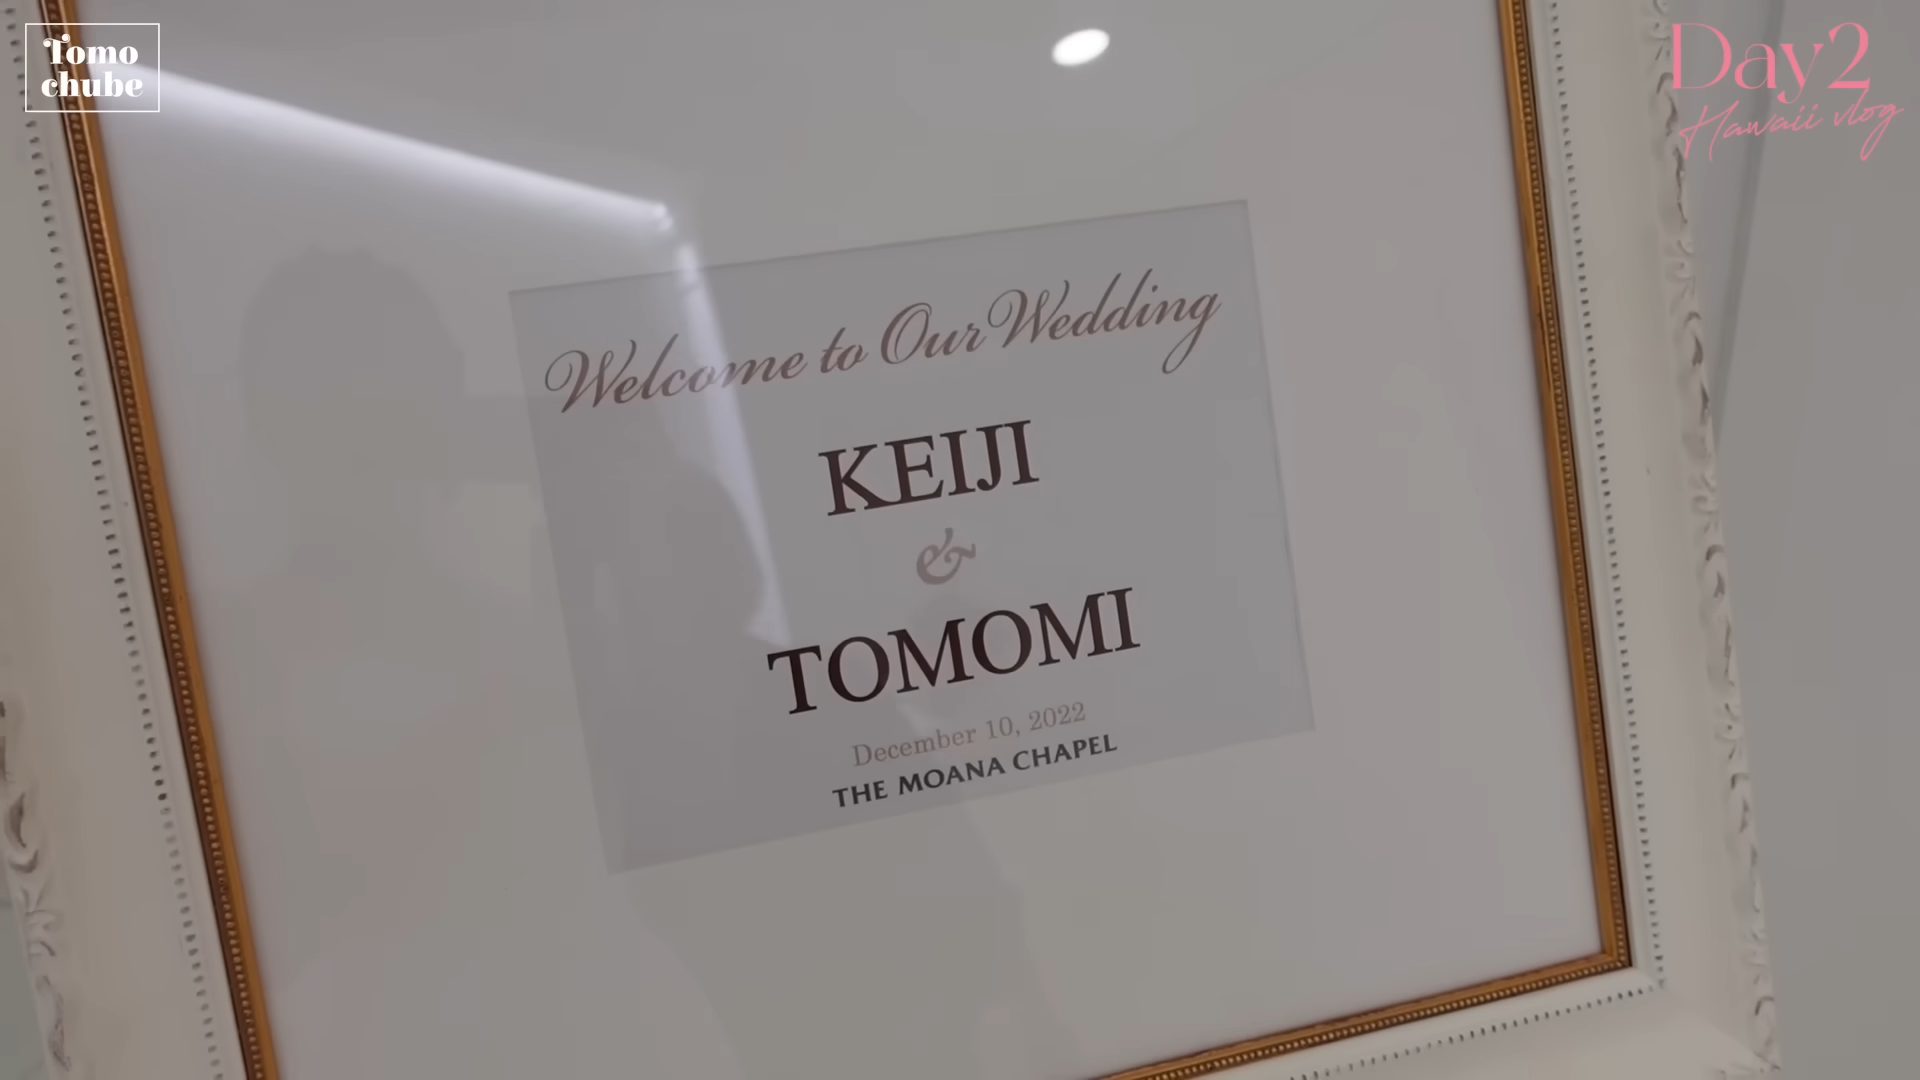 Tomo
chube
Day2
Hawaii vlog
Welcome to Our Wedding
KEIJI
&
TOMOMI
December 10, 2022
THE MOANA CHAPEL